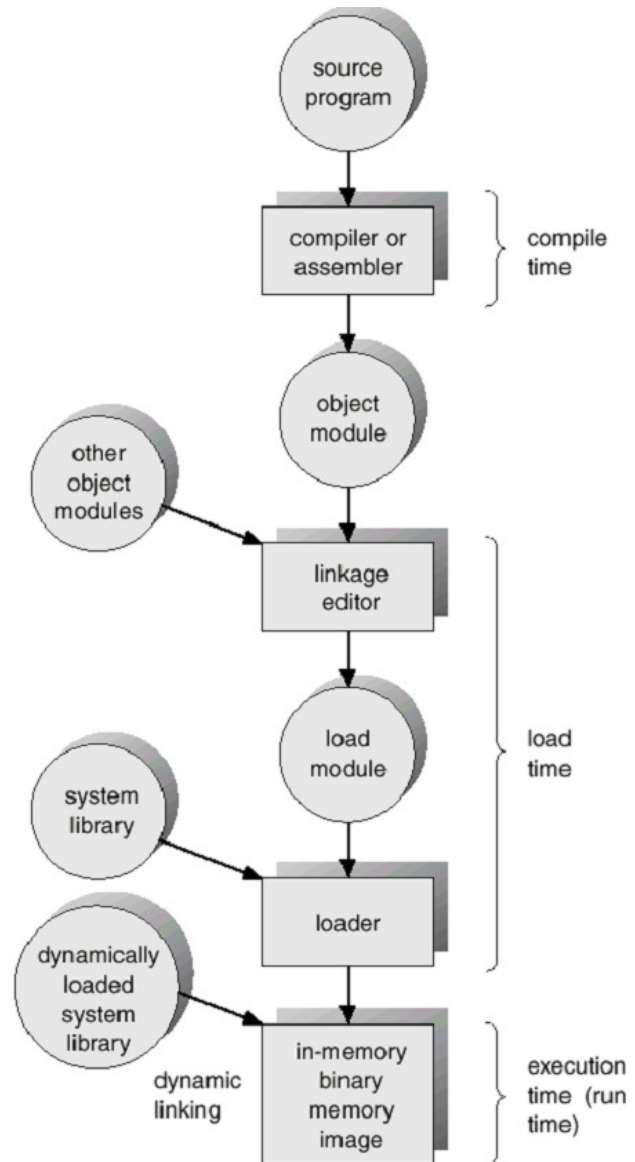 source
program
compiler or
assembler
compile
time
object
module
other
object
modules
linkage
editor
load
module
load
time
system
library
loader
dynamically
loaded
system
library
dynamic
linking
in-memory
binary
memory
image
execution
time (run
time)